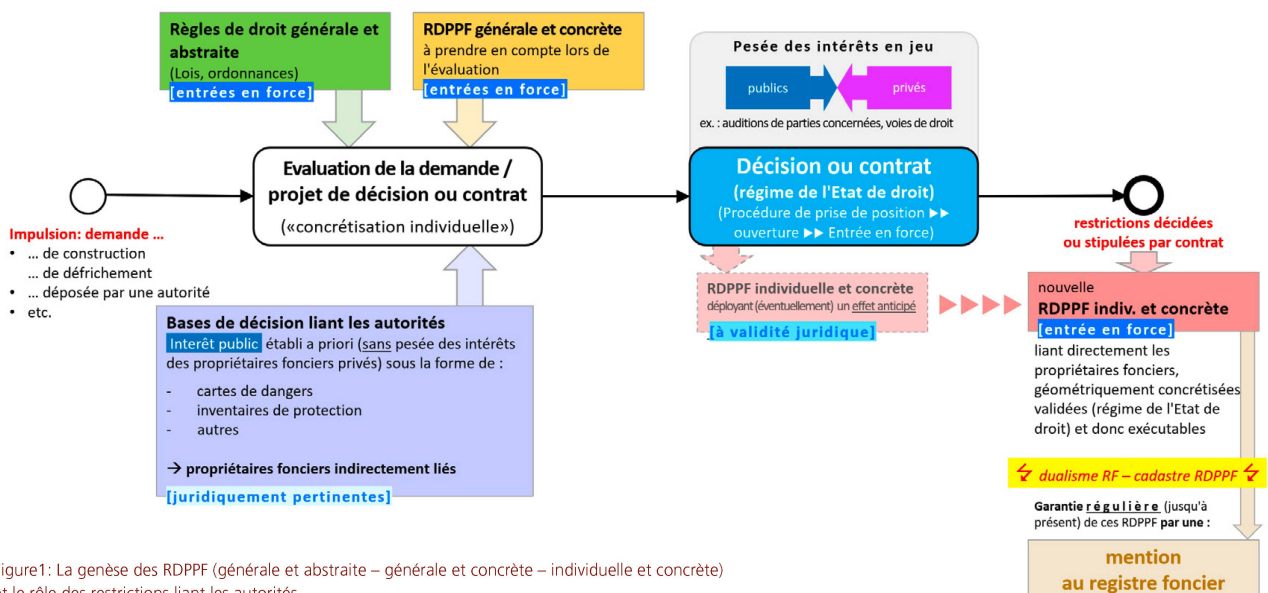 Règles de droit générale et
abstraite
(Lois, ordonnances)
[entrées en force]
RDPPF générale et concrète
à prendre en compte lors de
l'évaluation
[entrées en force]
Pesée des intérêts en jeu
publics
privés
ex. : auditions de parties concernées, voies de droit
Evaluation de la demande /
projet de décision ou contrat
(«concrétisation individuelle»)
Décision ou contrat
(régime de l'Etat de droit)
(Procédure de prise de position ►►
ouverture ►► Entrée en force)
Impulsion: demande ...
• ... de construction
... de défrichement
• ... déposée par une autorité
• etc.
restrictions décidées
ou stipulées par contrat
Bases de décision liant les autorités
Interêt public établi a priori (sans pesée des intérêts
des propriétaires fonciers privés) sous la forme de :
- cartes de dangers
- inventaires de protection
- autres
→ propriétaires fonciers indirectement liés
[juridiquement pertinentes]
RDPPF individuelle et concrète
déployant (éventuellement) un effet anticipé
[à validité juridique]
nouvelle
RDPPF indiv. et concrète
[entrée en force]
liant directement les
propriétaires fonciers,
géométriquement concrétisées
validées (régime de l'Etat de
droit) et donc exécutables
dualisme RF – cadastre RDPPF
Garantie régulière (jusqu'à
présent) de ces RDPPF par une :
mention
au registre foncier
igure1: La genèse des RDPPF (générale et abstraite – générale et concrète – individuelle et concrète)
t le rôle des restrictions liant les autorités